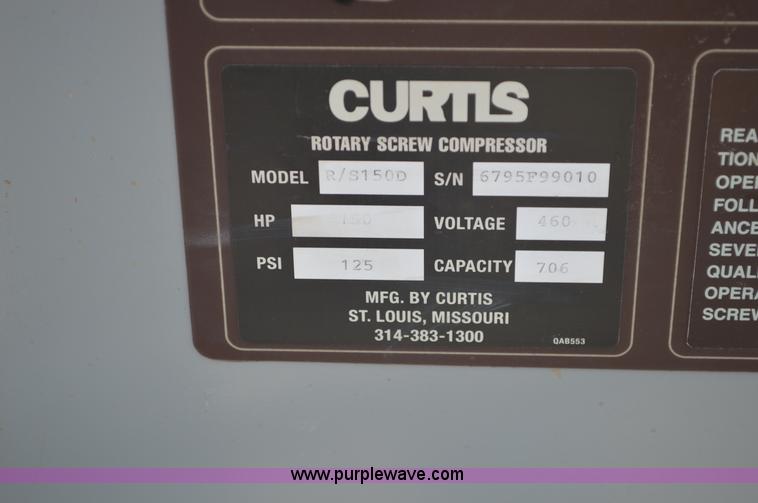 CURTIS
ROTARY SCREW COMPRESSOR
MODEL R/S150D S/N 6795F99010
HP 150 VOLTAGE 460
PSI 125 CAPACITY 706
MFG. BY CURTIS
ST. LOUIS, MISSOURI
314-383-1300
QAB553
REA
TION
OPE
FOLL
ANCE
SEVE
QUAL
OPERA
SCREW
www.purplewave.com